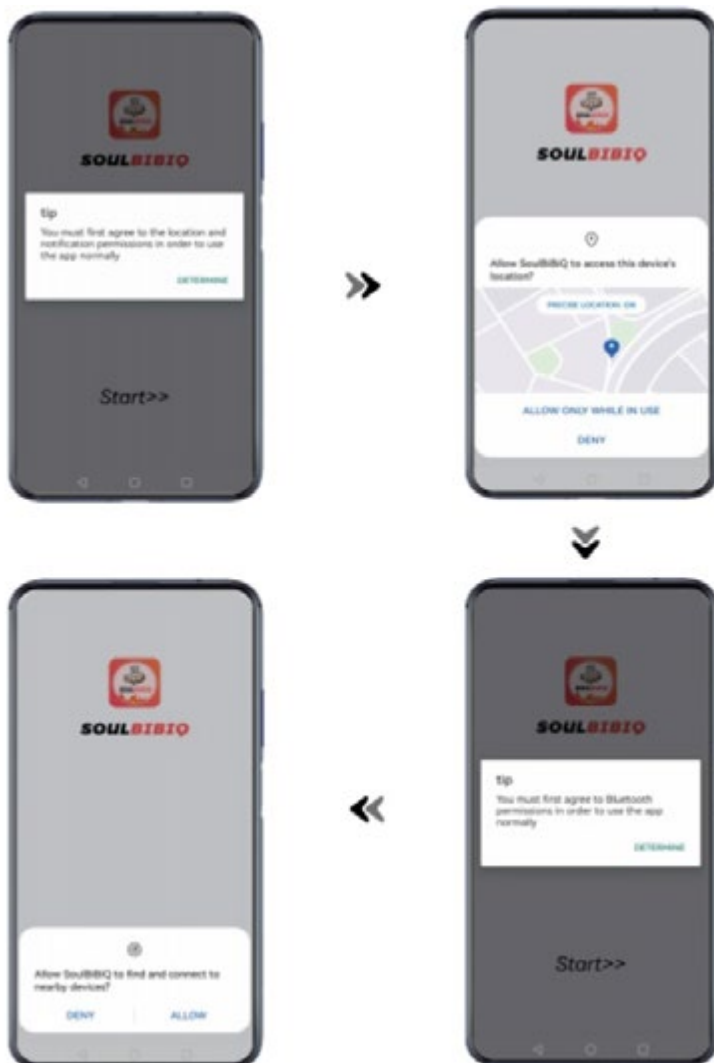 SOULBIBIQ
tip
You must first agree to the location and
notification permissions in order to use
the app normally
DETERMINE
Start>>
SOULBIBIQ
Allow SoulBiBiQ to access this device's
location?
PRECISE LOCATION: ON
ALLOW ONLY WHILE IN USE
DENY
SOULBIBIQ
tip
You must first agree to Bluetooth
permissions in order to use the app
normally
DETERMINE
Start>>
SOULBIBIQ
Allow SoulBiBiQ to find and connect to
nearby devices?
DENY
ALLOW